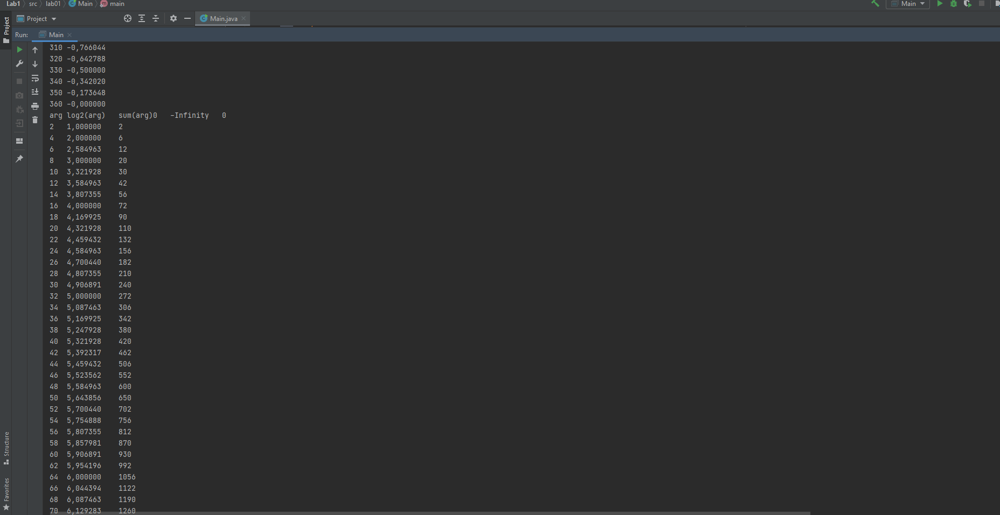 Lab1 src lab01 Main main Main
Project Main.java
Project
Run: Main
310 -0,766044
320 -0,642788
330 -0,500000
340 -0,342020
350 -0,173648
360 -0,000000
arg log2(arg) sum(arg)0 -Infinity 0
2 1,000000 2
4 2,000000 6
6 2,584963 12
8 3,000000 20
10 3,321928 30
12 3,584963 42
14 3,807355 56
16 4,000000 72
18 4,169925 90
20 4,321928 110
22 4,459432 132
24 4,584963 156
26 4,700440 182
28 4,807355 210
30 4,906891 240
32 5,000000 272
34 5,087463 306
36 5,169925 342
38 5,247928 380
40 5,321928 420
42 5,392317 462
44 5,459432 506
46 5,523562 552
48 5,584963 600
50 5,643856 650
52 5,700440 702
54 5,754888 756
56 5,807355 812
58 5,857981 870
60 5,906891 930
62 5,954196 992
64 6,000000 1056
66 6,044394 1122
68 6,087463 1190
70 6,129283 1260
Structure
Favorites